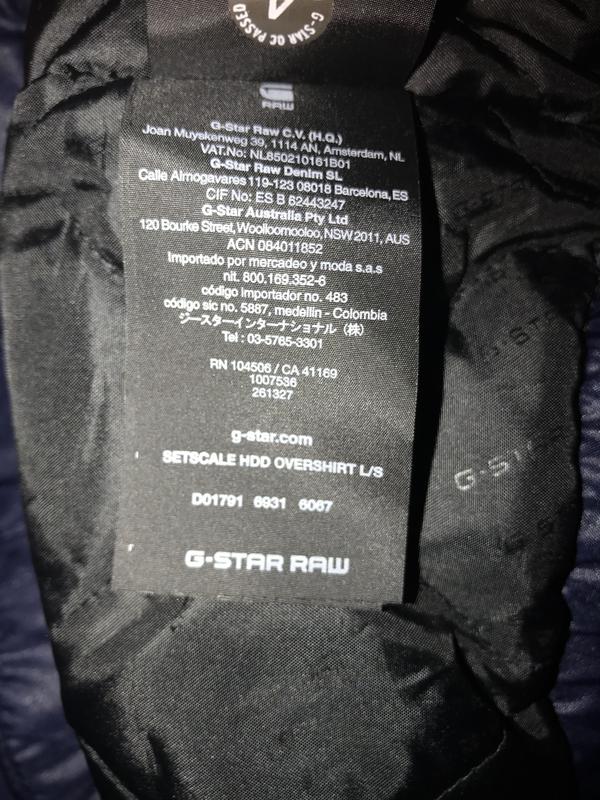 G-STAR QC PASSED
RAW
G-Star Raw C.V. (H.Q.)
Joan Muyskenweg 39, 1114 AN, Amsterdam, NL
VAT.No: NL850210161B01
G-Star Raw Denim SL
Calle Almogavares 119-123 08018 Barcelona, ES
CIF No: ES B 62443247
G-Star Australia Pty Ltd
120 Bourke Street, Woolloomooloo, NSW 2011, AUS
ACN 084011852
Importado por mercadeo y moda s.a.s
nit. 800.169.352-6
código importador no. 483
código sic no. 5887, medellin - Colombia
ジースターインターナショナル（株）
Tel : 03-5765-3301
RN 104506 / CA 41169
1007536
261327
g-star.com
SETSCALE HDD OVERSHIRT L/S
D01791 6931 6067
G-STAR RAW